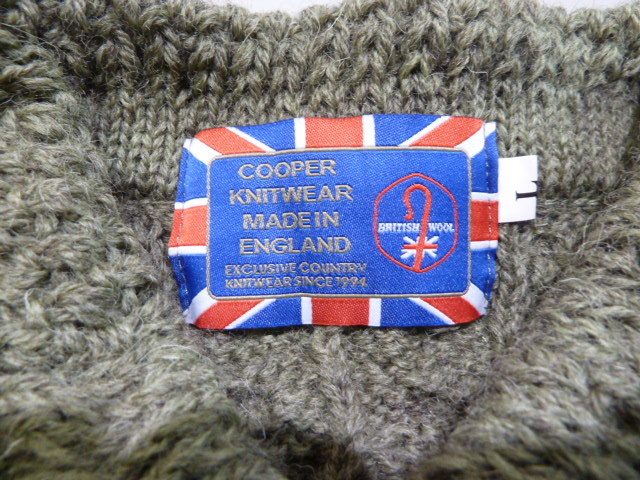 COOPER
KNITWEAR
MADE IN
ENGLAND
EXCLUSIVE COUNTRY
KNITWEAR SINCE 1994
BRITISH WOOL